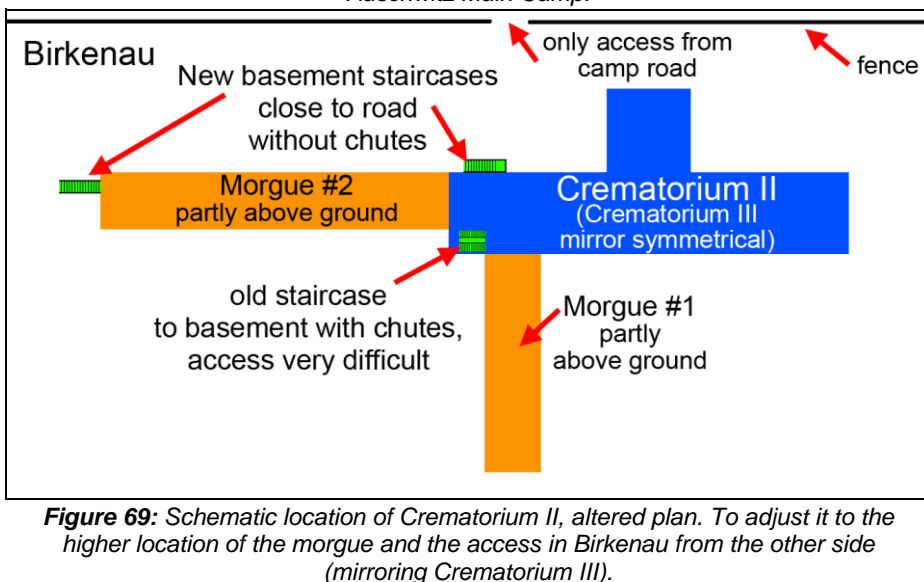 Auschwitz Main Camp.
Birkenau
only access from
camp road
fence
New basement staircases
close to road
without chutes
Morgue #2
partly above ground
Crematorium II
(Crematorium III
mirror symmetrical)
old staircase
to basement with chutes,
access very difficult
Morgue #1
partly
above ground
Figure 69: Schematic location of Crematorium II, altered plan. To adjust it to the
higher location of the morgue and the access in Birkenau from the other side
(mirroring Crematorium III).